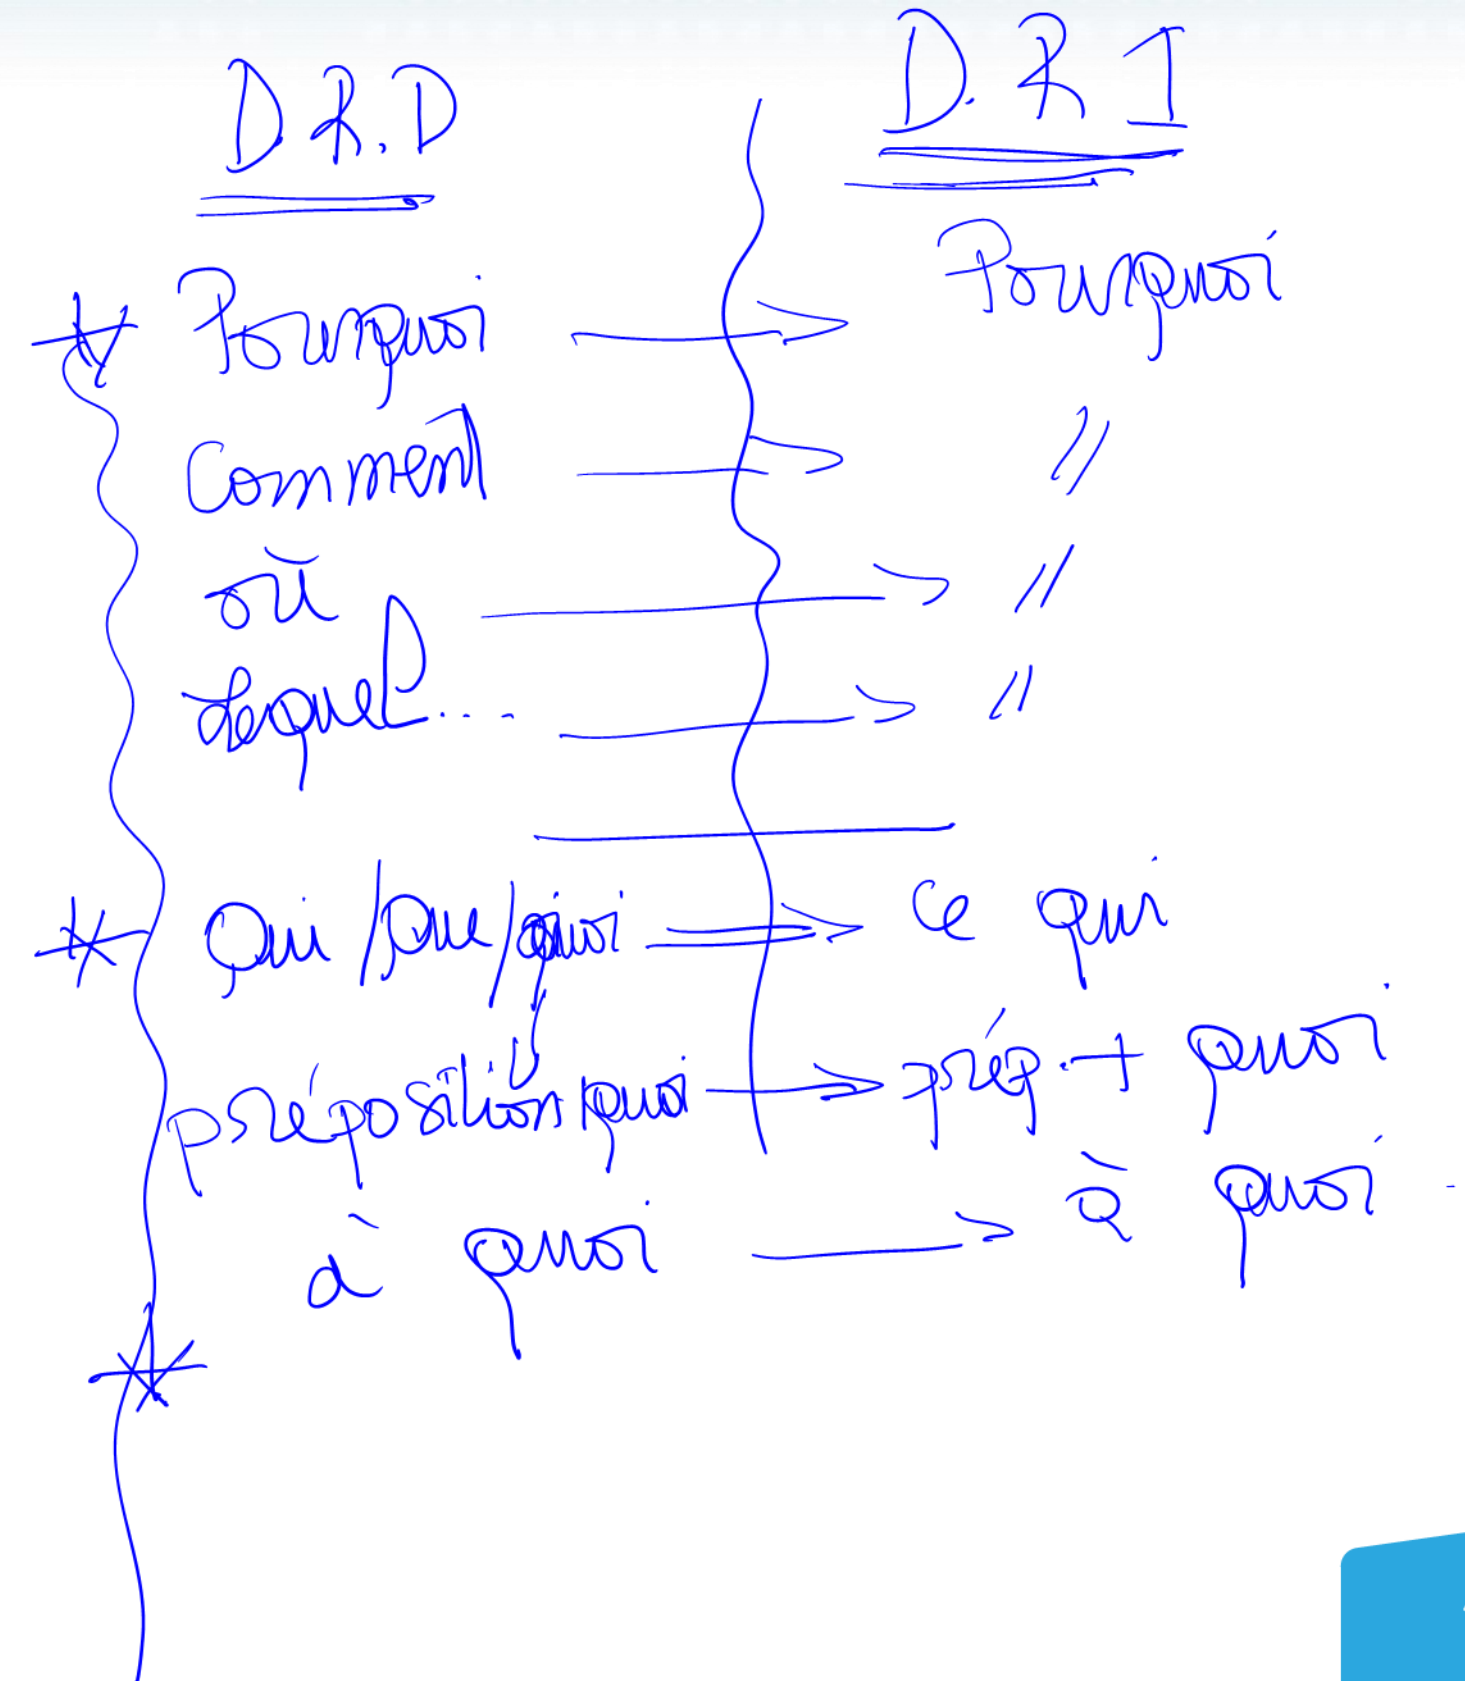 D.R.D D.R I
Pourquoi → Pourquoi
Comment → //
où → //
Lequel.... → //
Qui / que / quoi ⇒ Ce qui
préposition quoi → prép. + quoi
à quoi → à quoi